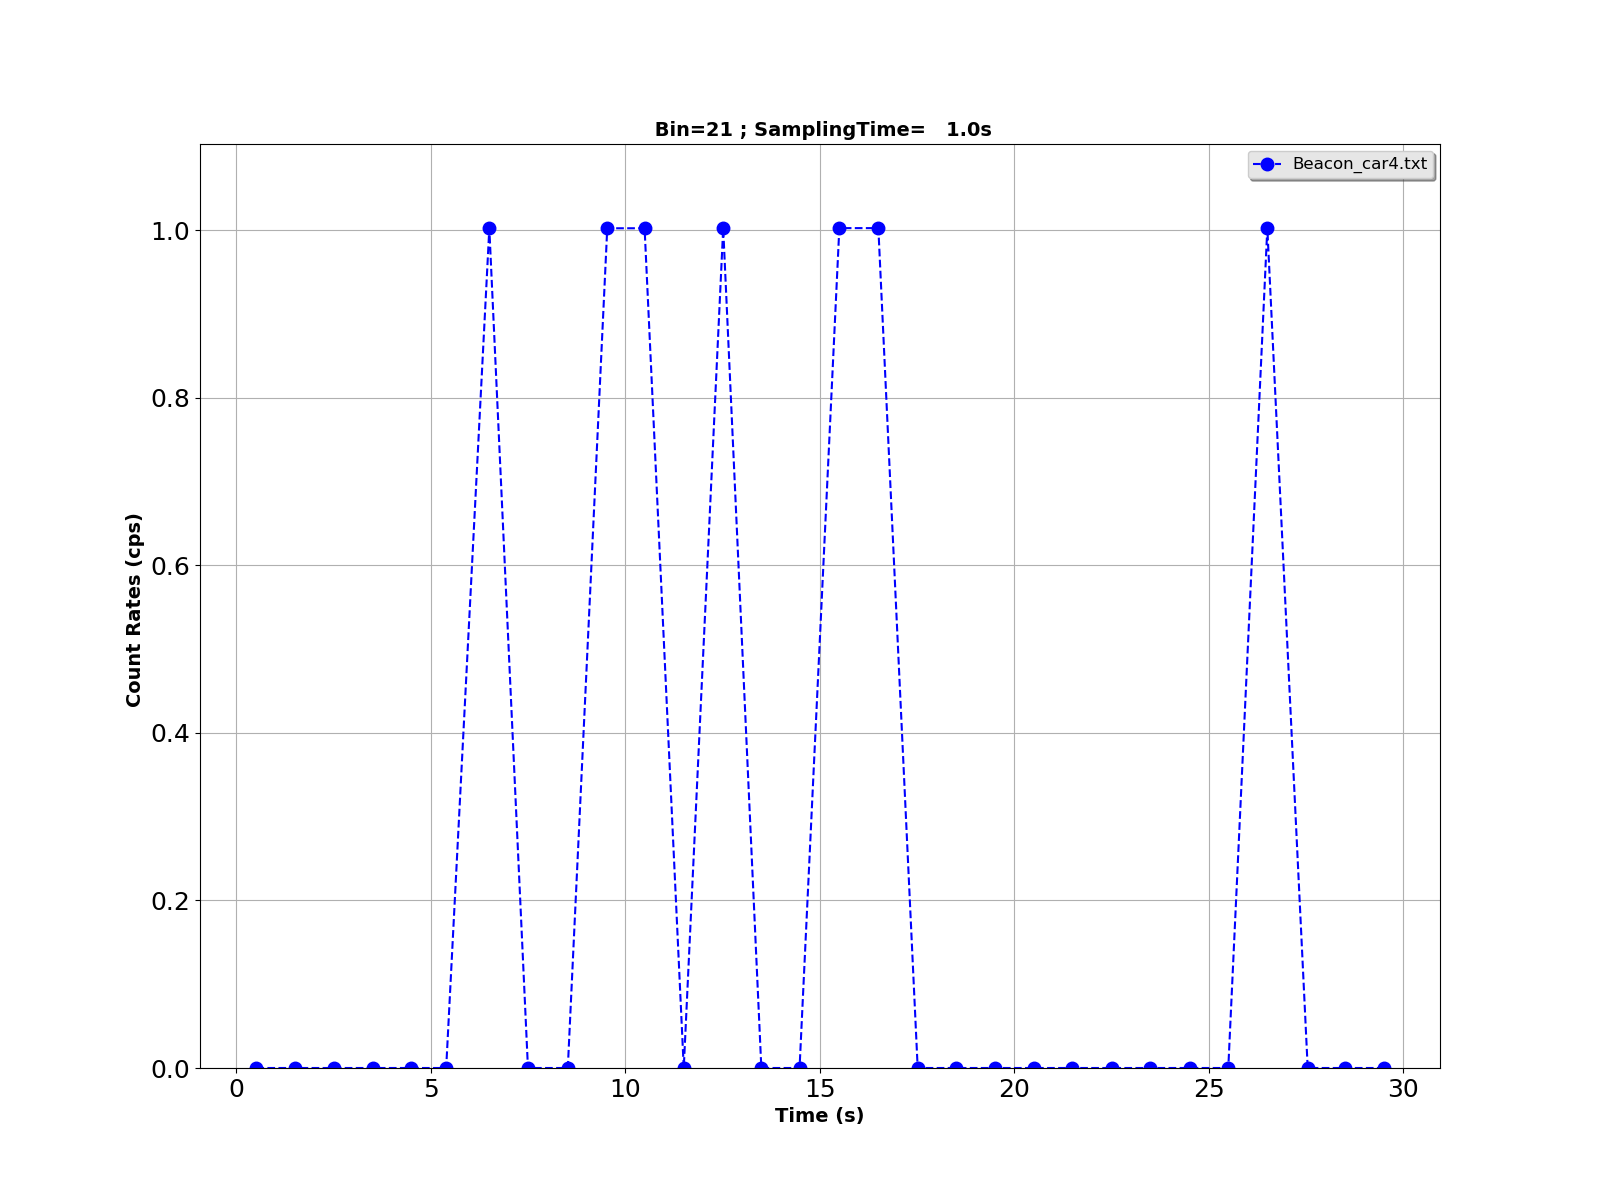 Bin=21 ; SamplingTime=   1.0s
Beacon_car4.txt
1.0
0.8
0.6
0.4
0.2
0.0
Count Rates (cps)
0 5 10 15 20 25 30
Time (s)